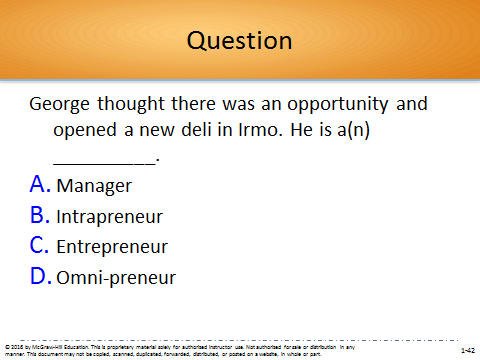 Question
George thought there was an opportunity and
opened a new deli in Irmo. He is a(n)
__________.
A. Manager
B. Intrapreneur
C. Entrepreneur
D. Omni-preneur
© 2016 by McGraw-Hill Education. This is proprietary material solely for authorized instructor use. Not authorized for sale or distribution in any
manner. This document may not be copied, scanned, duplicated, forwarded, distributed, or posted on a website, in whole or part.
1-42